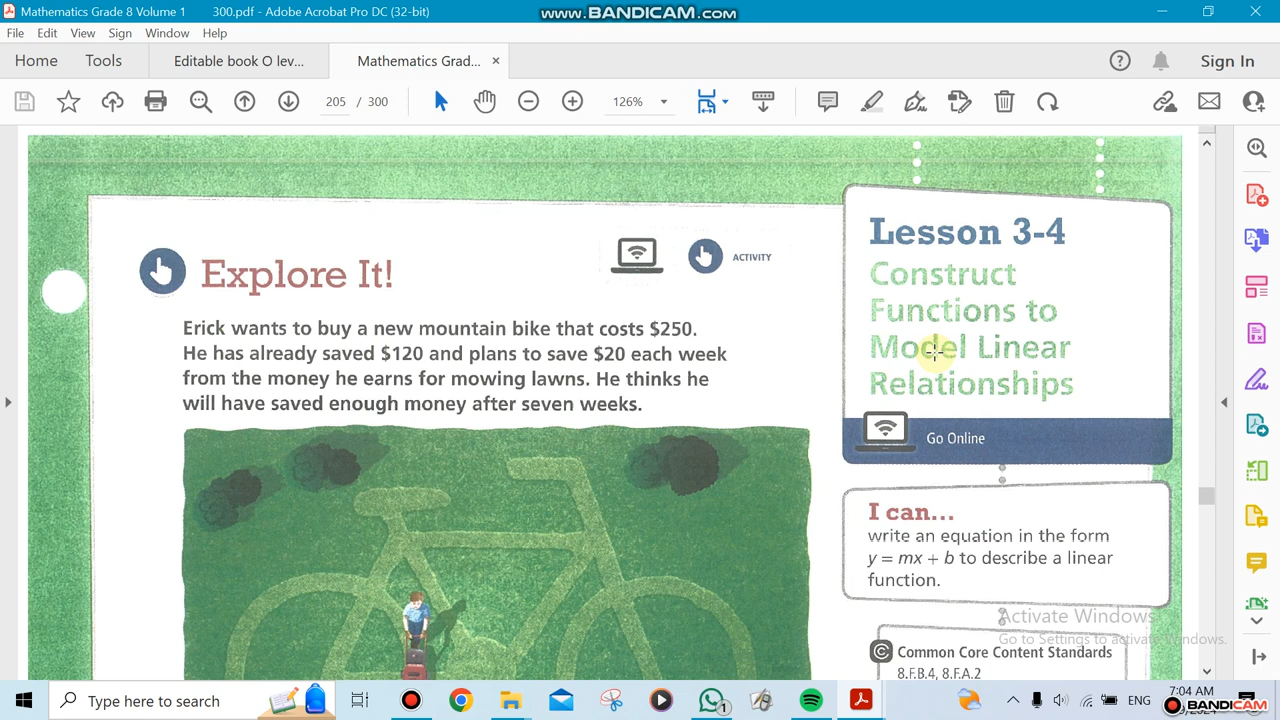 Mathematics Grad 8 Volume 1 300.pdf - Adobe Acrobat Pro DC (32-bit)
www.BANDICAM.com
File Edit View Sign Window Help
Home Tools Editable book O lev... Mathematics Grad... × Sign In
205 / 300 126%
Explore It!
ACTIVITY
Erick wants to buy a new mountain bike that costs $250.
He has already saved $120 and plans to save $20 each week
from the money he earns for mowing lawns. He thinks he
will have saved enough money after seven weeks.
Lesson 3-4
Construct
Functions to
Model Linear
Relationships
Go Online
I can...
write an equation in the form
y = mx + b to describe a linear
function.
Common Core Content Standards
8.F.B.4, 8.F.A.2
Activate Windows
Go to Settings to activate Windows.
Type here to search
1
ENG
7:04 AM
BANDICAM